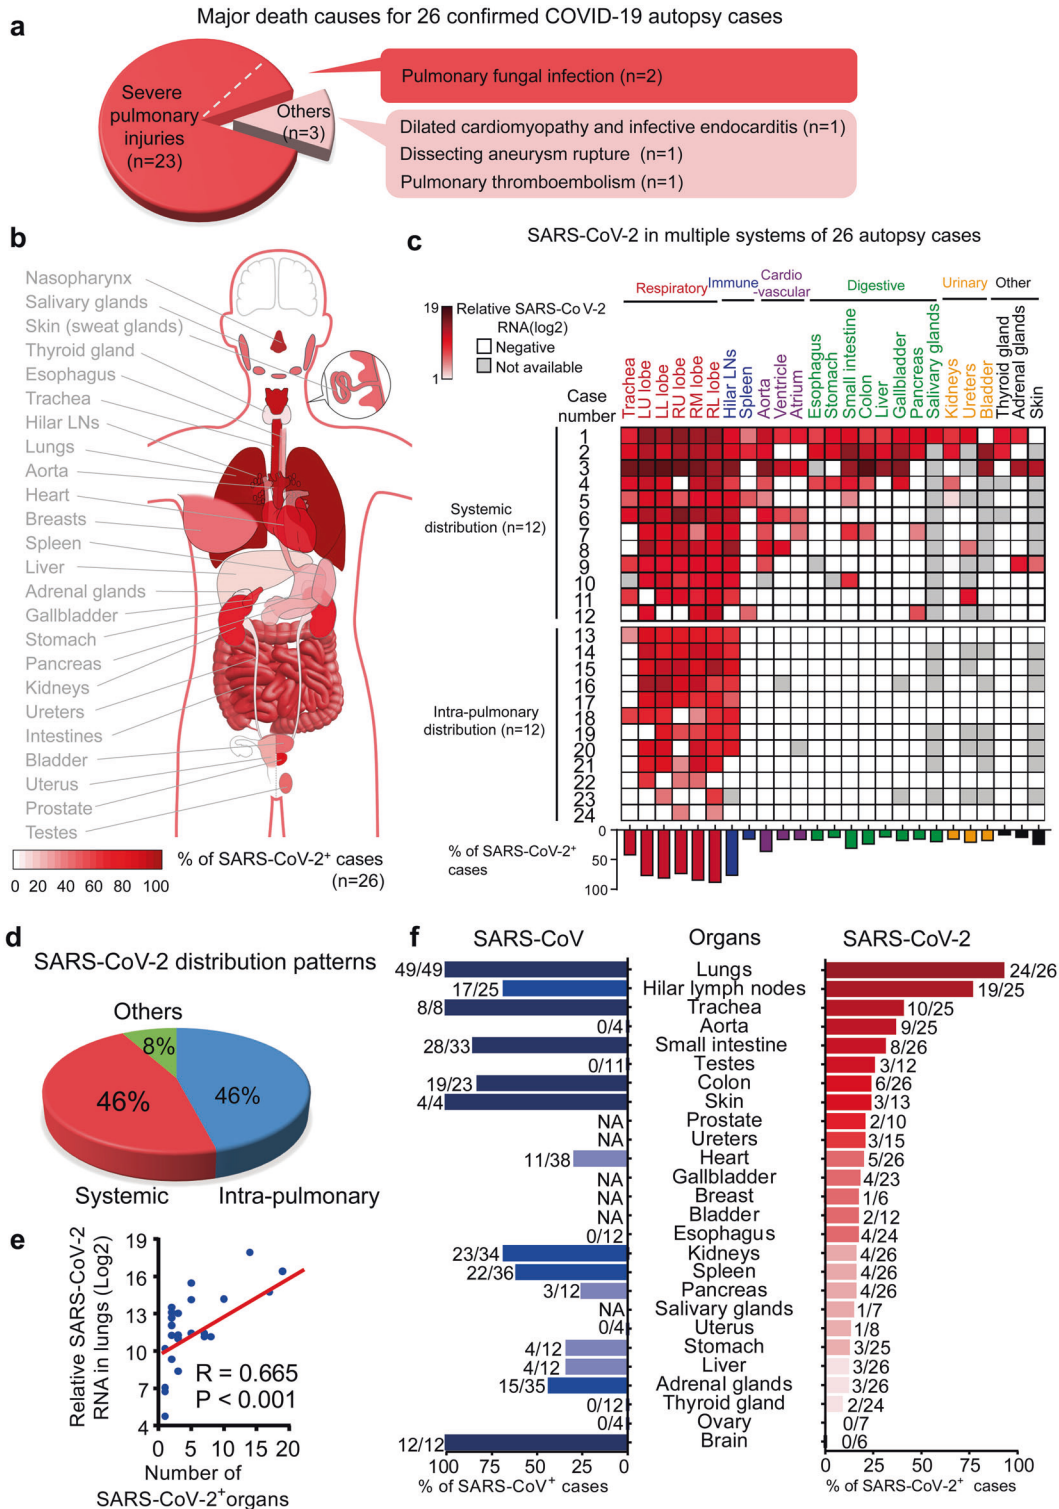 a
Major death causes for 26 confirmed COVID-19 autopsy cases
Severe
pulmonary
injuries
(n=23)
Others
(n=3)
Pulmonary fungal infection (n=2)
Dilated cardiomyopathy and infective endocarditis (n=1)
Dissecting aneurysm rupture (n=1)
Pulmonary thromboembolism (n=1)
b
Nasopharynx
Salivary glands
Skin (sweat glands)
Thyroid gland
Esophagus
Trachea
Hilar LNs
Lungs
Aorta
Heart
Breasts
Spleen
Liver
Adrenal glands
Gallbladder
Stomach
Pancreas
Kidneys
Ureters
Intestines
Bladder
Uterus
Prostate
Testes
0 20 40 60 80 100
% of SARS-CoV-2⁺ cases
(n=26)
c
SARS-CoV-2 in multiple systems of 26 autopsy cases
Respiratory
Immune
Cardio
-vascular
Digestive
Urinary
Other
19
1
Relative SARS-CoV-2
RNA(log2)
Negative
Not available
Case
number
Trachea
LU lobe
LL lobe
RU lobe
RM lobe
RL lobe
Hilar LNs
Spleen
Aorta
Ventricle
Atrium
Esophagus
Stomach
Small intestine
Colon
Liver
Gallbladder
Pancreas
Salivary glands
Kidneys
Ureters
Bladder
Thyroid gland
Adrenal glands
Skin
Systemic
distribution (n=12)
1
2
3
4
5
6
7
8
9
10
11
12
Intra-pulmonary
distribution (n=12)
13
14
15
16
17
18
19
20
21
22
23
24
% of SARS-CoV-2⁺
cases
0
50
100
d
SARS-CoV-2 distribution patterns
Others
8%
46%
46%
Systemic
Intra-pulmonary
e
Relative SARS-CoV-2
RNA in lungs (Log2)
19
16
13
10
7
4
R = 0.665
P < 0.001
0 5 10 15 20
Number of
SARS-CoV-2⁺organs
f
SARS-CoV Organs SARS-CoV-2
49/49 Lungs 24/26
17/25 Hilar lymph nodes 19/25
8/8 Trachea 10/25
0/4 Aorta 9/25
28/33 Small intestine 8/26
0/11 Testes 3/12
19/23 Colon 6/26
4/4 Skin 3/13
NA Prostate 2/10
NA Ureters 3/15
11/38 Heart 5/26
NA Gallbladder 4/23
NA Breast 1/6
NA Bladder 2/12
0/12 Esophagus 4/24
23/34 Kidneys 4/26
22/36 Spleen 4/26
3/12 Pancreas 4/26
NA Salivary glands 1/7
0/4 Uterus 1/8
4/12 Stomach 3/25
4/12 Liver 3/26
15/35 Adrenal glands 3/26
0/12 Thyroid gland 2/24
0/4 Ovary 0/7
12/12 Brain 0/6
100 75 50 25 0
0 25 50 75 100
% of SARS-CoV⁺ cases
% of SARS-CoV-2⁺ cases